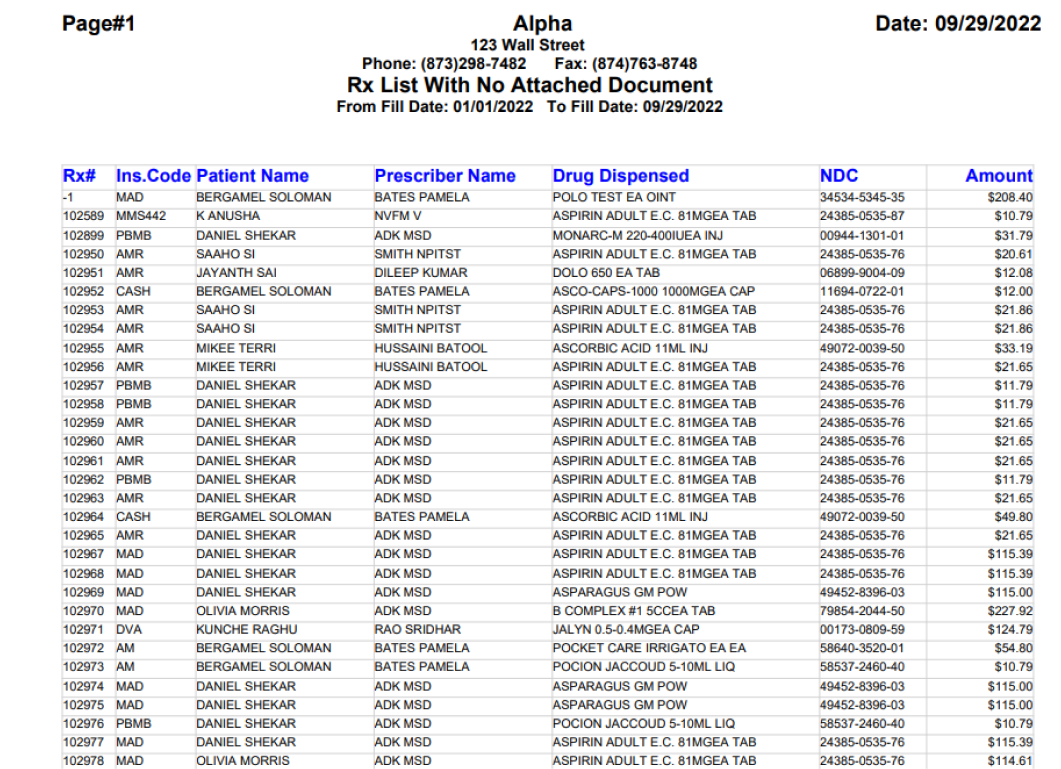 Page#1 Alpha Date: 09/29/2022
123 Wall Street
Phone: (873)298-7482 Fax: (874)763-8748
Rx List With No Attached Document
From Fill Date: 01/01/2022 To Fill Date: 09/29/2022
Rx# Ins.Code Patient Name Prescriber Name Drug Dispensed NDC Amount
-1 MAD BERGAMEL SOLOMAN BATES PAMELA POLO TEST EA OINT 34534-5345-35 $208.40
102589 MMS442 K ANUSHA NVFM V ASPIRIN ADULT E.C. 81MGEA TAB 24385-0535-87 $10.79
102899 PBMB DANIEL SHEKAR ADK MSD MONARC-M 220-400IUEA INJ 00944-1301-01 $31.79
102950 AMR SAAHO SI SMITH NPITST ASPIRIN ADULT E.C. 81MGEA TAB 24385-0535-76 $20.61
102951 AMR JAYANTH SAI DILEEP KUMAR DOLO 650 EA TAB 06899-9004-09 $12.08
102952 CASH BERGAMEL SOLOMAN BATES PAMELA ASCO-CAPS-1000 1000MGEA CAP 11694-0722-01 $12.00
102953 AMR SAAHO SI SMITH NPITST ASPIRIN ADULT E.C. 81MGEA TAB 24385-0535-76 $21.86
102954 AMR SAAHO SI SMITH NPITST ASPIRIN ADULT E.C. 81MGEA TAB 24385-0535-76 $21.86
102955 AMR MIKEE TERRI HUSSAINI BATOOL ASCORBIC ACID 11ML INJ 49072-0039-50 $33.19
102956 AMR MIKEE TERRI HUSSAINI BATOOL ASPIRIN ADULT E.C. 81MGEA TAB 24385-0535-76 $21.65
102957 PBMB DANIEL SHEKAR ADK MSD ASPIRIN ADULT E.C. 81MGEA TAB 24385-0535-76 $11.79
102958 PBMB DANIEL SHEKAR ADK MSD ASPIRIN ADULT E.C. 81MGEA TAB 24385-0535-76 $11.79
102959 AMR DANIEL SHEKAR ADK MSD ASPIRIN ADULT E.C. 81MGEA TAB 24385-0535-76 $21.65
102960 AMR DANIEL SHEKAR ADK MSD ASPIRIN ADULT E.C. 81MGEA TAB 24385-0535-76 $21.65
102961 AMR DANIEL SHEKAR ADK MSD ASPIRIN ADULT E.C. 81MGEA TAB 24385-0535-76 $21.65
102962 PBMB DANIEL SHEKAR ADK MSD ASPIRIN ADULT E.C. 81MGEA TAB 24385-0535-76 $11.79
102963 AMR DANIEL SHEKAR ADK MSD ASPIRIN ADULT E.C. 81MGEA TAB 24385-0535-76 $21.65
102964 CASH BERGAMEL SOLOMAN BATES PAMELA ASCORBIC ACID 11ML INJ 49072-0039-50 $49.80
102965 AMR DANIEL SHEKAR ADK MSD ASPIRIN ADULT E.C. 81MGEA TAB 24385-0535-76 $21.65
102967 MAD DANIEL SHEKAR ADK MSD ASPIRIN ADULT E.C. 81MGEA TAB 24385-0535-76 $115.39
102968 MAD DANIEL SHEKAR ADK MSD ASPIRIN ADULT E.C. 81MGEA TAB 24385-0535-76 $115.39
102969 MAD DANIEL SHEKAR ADK MSD ASPARAGUS GM POW 49452-8396-03 $115.00
102970 MAD OLIVIA MORRIS ADK MSD B COMPLEX #1 5CCEA TAB 79854-2044-50 $227.92
102971 DVA KUNCHE RAGHU RAO SRIDHAR JALYN 0.5-0.4MGEA CAP 00173-0809-59 $124.79
102972 AM BERGAMEL SOLOMAN BATES PAMELA POCKET CARE IRRIGATO EA EA 58640-3520-01 $54.80
102973 AM BERGAMEL SOLOMAN BATES PAMELA POCION JACCOUD 5-10ML LIQ 58537-2460-40 $10.79
102974 MAD DANIEL SHEKAR ADK MSD ASPARAGUS GM POW 49452-8396-03 $115.00
102975 MAD DANIEL SHEKAR ADK MSD ASPARAGUS GM POW 49452-8396-03 $115.00
102976 PBMB DANIEL SHEKAR ADK MSD POCION JACCOUD 5-10ML LIQ 58537-2460-40 $10.79
102977 MAD DANIEL SHEKAR ADK MSD ASPIRIN ADULT E.C. 81MGEA TAB 24385-0535-76 $115.39
102978 MAD OLIVIA MORRIS ADK MSD ASPIRIN ADULT E.C. 81MGEA TAB 24385-0535-76 $114.61